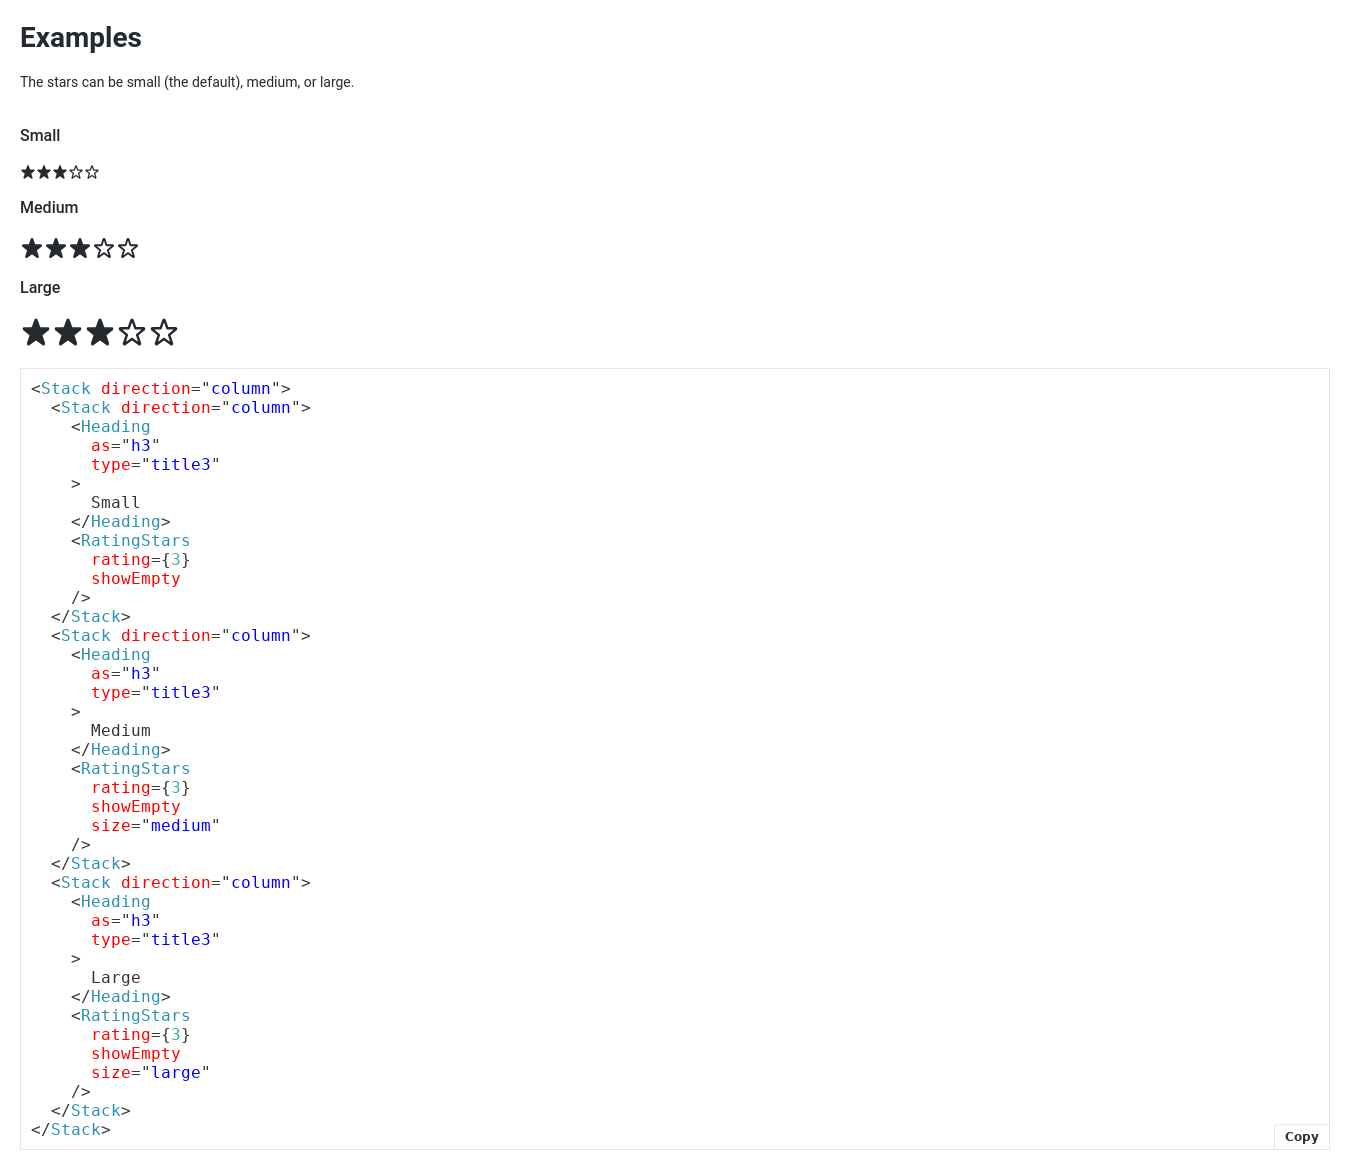 Examples
The stars can be small (the default), medium, or large.
Small
Medium
Large
<Stack direction="column">
  <Stack direction="column">
    <Heading
      as="h3"
      type="title3"
    >
      Small
    </Heading>
    <RatingStars
      rating={3}
      showEmpty
    />
  </Stack>
  <Stack direction="column">
    <Heading
      as="h3"
      type="title3"
    >
      Medium
    </Heading>
    <RatingStars
      rating={3}
      showEmpty
      size="medium"
    />
  </Stack>
  <Stack direction="column">
    <Heading
      as="h3"
      type="title3"
    >
      Large
    </Heading>
    <RatingStars
      rating={3}
      showEmpty
      size="large"
    />
  </Stack>
</Stack>
Copy